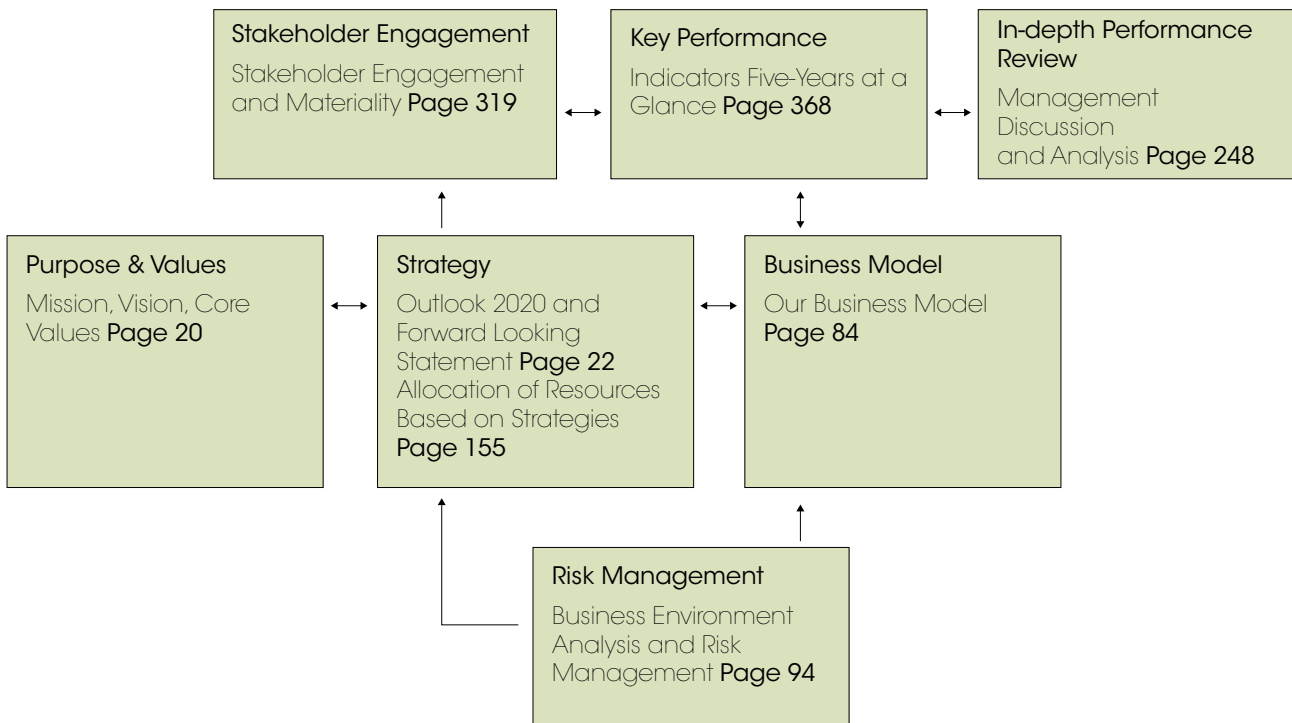 Stakeholder Engagement
Stakeholder Engagement
and Materiality Page 319
Key Performance
Indicators Five-Years at a
Glance Page 368
In-depth Performance
Review
Management
Discussion
and Analysis Page 248
Purpose & Values
Mission, Vision, Core
Values Page 20
Strategy
Outlook 2020 and
Forward Looking
Statement Page 22
Allocation of Resources
Based on Strategies
Page 155
Business Model
Our Business Model
Page 84
Risk Management
Business Environment
Analysis and Risk
Management Page 94